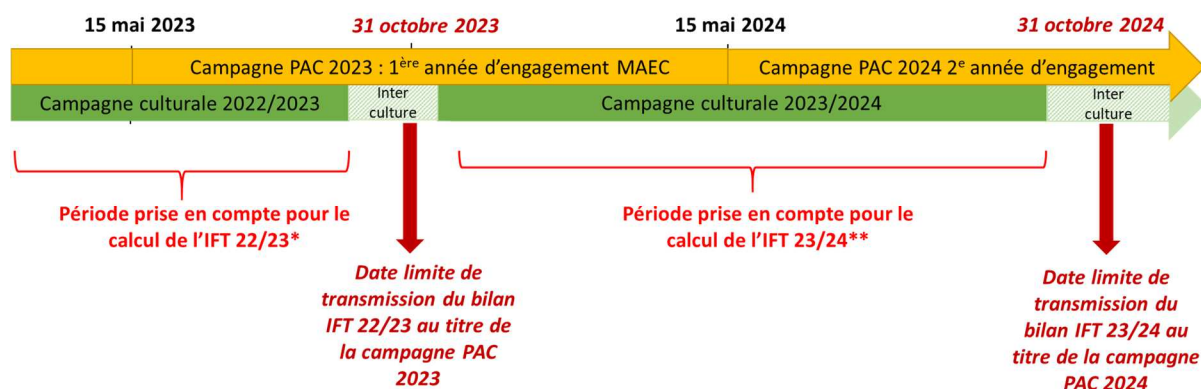 15 mai 2023
31 octobre 2023
15 mai 2024
31 octobre 2024
Campagne PAC 2023 : 1ère année d’engagement MAEC
Campagne PAC 2024 2e année d’engagement
Campagne culturale 2022/2023
Inter
culture
Campagne culturale 2023/2024
Inter
culture
Période prise en compte pour le
calcul de l’IFT 22/23*
Période prise en compte pour le
calcul de l’IFT 23/24**
Date limite de
transmission du bilan
IFT 22/23 au titre de
la campagne PAC
2023
Date limite de
transmission du
bilan IFT 23/24 au
titre de la campagne
PAC 2024